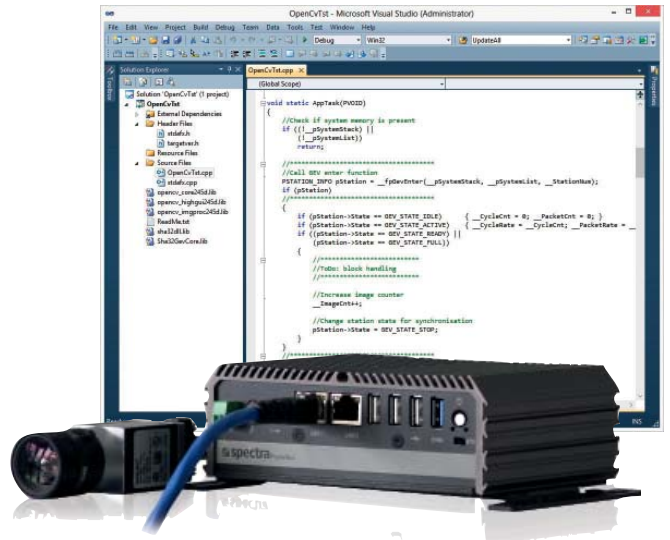 OpenCvTst - Microsoft Visual Studio (Administrator)
File Edit View Project Build Debug Team Data Tools Test Window Help
Debug Win32 UpdateAll
Solution Explorer
OpenCvTst.cpp
(Global Scope)
Toolbox
Properties
Solution 'OpenCvTst' (1 project)
OpenCvTst
External Dependencies
Header Files
stdafx.h
targetver.h
Resource Files
Source Files
OpenCvTst.cpp
stdafx.cpp
opencv_core245d.lib
opencv_highgui245d.lib
opencv_imgproc245d.lib
ReadMe.txt
sha32dll.lib
Sha32GevCore.lib
void static AppTask(PVOID)
{
//Check if system memory is present
if ((!__pSystemStack) ||
(!__pSystemList))
return;
//************************************
//Call GEV enter function
PSTATION_INFO pStation = __fpGevEnter(__pSystemStack, __pSystemList, __StationNum);
if (pStation)
//************************************
{
if (pStation->State == GEV_STATE_IDLE) { __CycleCnt = 0; __PacketCnt = 0; }
if (pStation->State == GEV_STATE_ACTIVE) { __CycleRate = __CycleCnt; __PacketRate = _
if ((pStation->State == GEV_STATE_READY) ||
(pStation->State == GEV_STATE_FULL))
{
//*************************
//ToDo: block handling
//*************************
//Increase image counter
__ImageCnt++;
//Change station state for synchronisation
pStation->State = GEV_STATE_STOP;
}
}
//************************************
INS
spectra